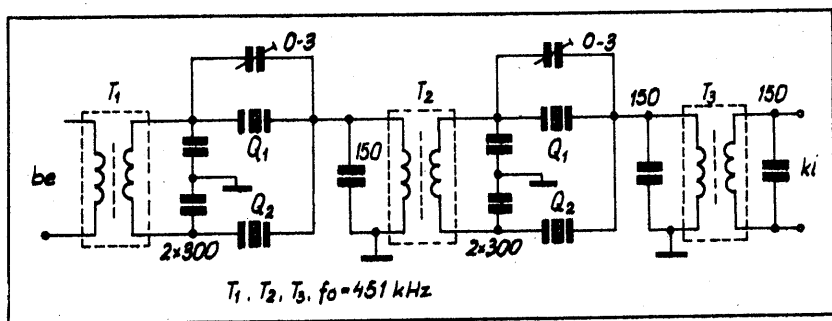 0-3
0-3
T1
T2
T3
150
150
Q1
Q1
150
be
ki
Q2
Q2
2×300
2×300
T1, T2, T3, f0=451 kHz